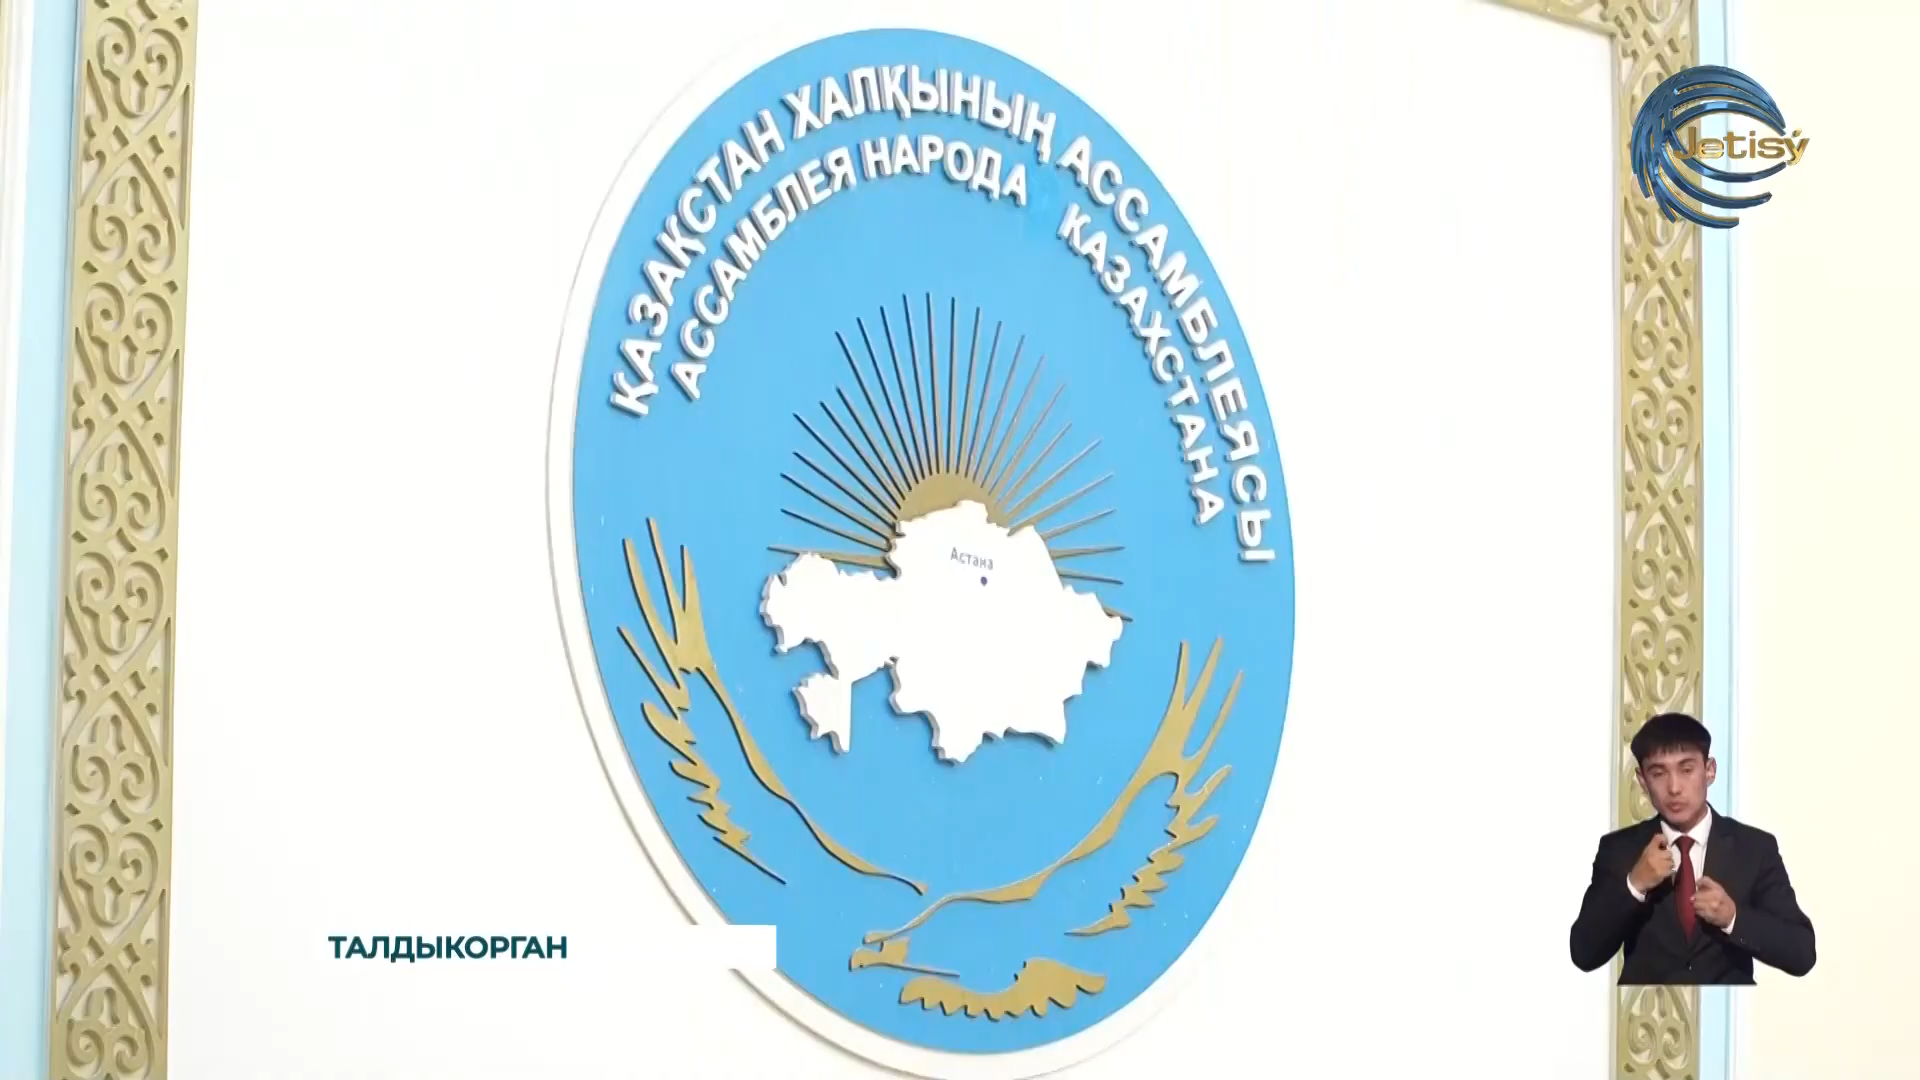 ҚАЗАҚСТАН ХАЛҚЫНЫҢ АССАМБЛЕЯСЫ
АССАМБЛЕЯ НАРОДА КАЗАХСТАНА
Jetisý
Астана
ТАЛДЫКОРГАН